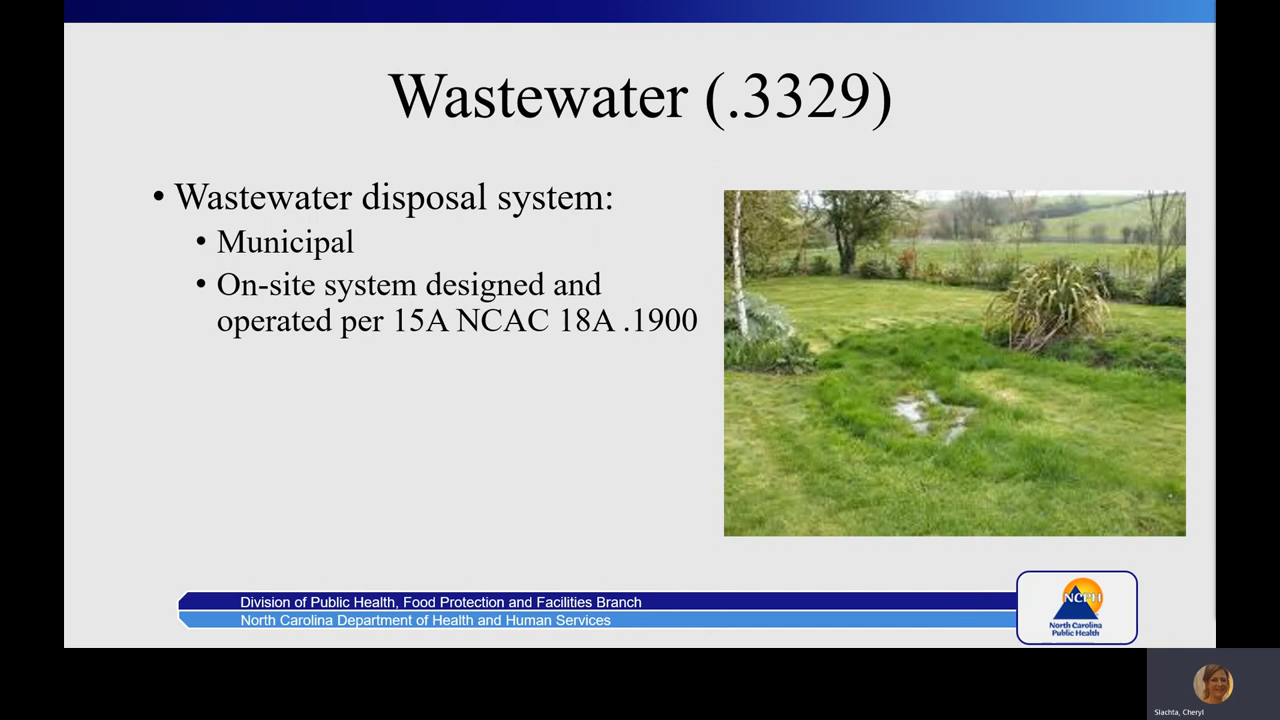 Wastewater (.3329)
• Wastewater disposal system:
• Municipal
• On-site system designed and
operated per 15A NCAC 18A .1900
Division of Public Health, Food Protection and Facilities Branch
North Carolina Department of Health and Human Services
NCPH
North Carolina
Public Health
Slachta, Cheryl